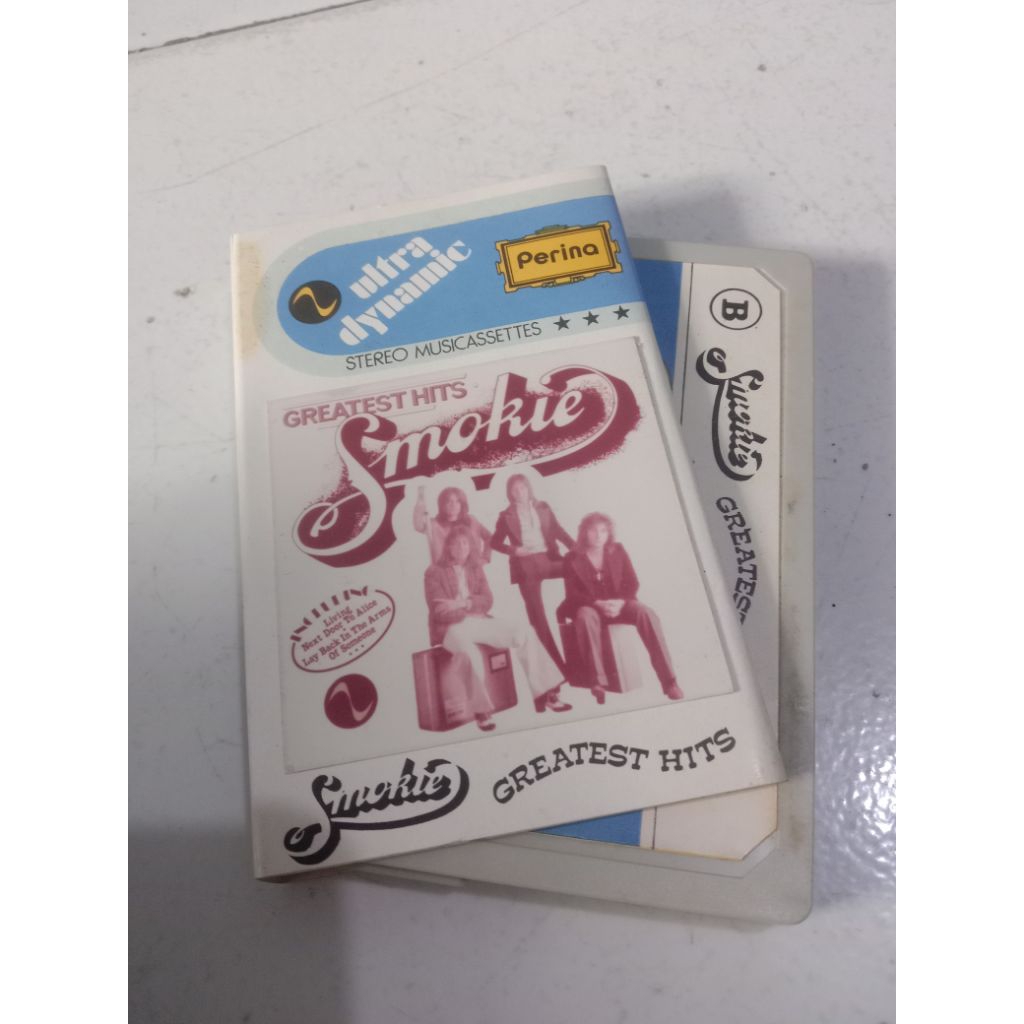 ultra
dynamic
Perina
STEREO MUSICASSETTES ★ ★ ★
GREATEST HITS
Smokie
INCLUDING
Living
Next Door To Alice
Lay Back In The Arms
Of Someone
Smokie
GREATEST HITS
B
Smokie
GREATES